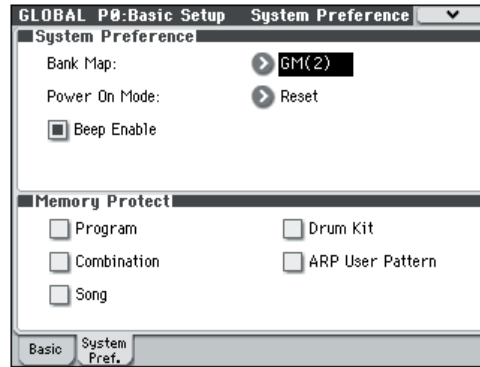 GLOBAL P0:Basic Setup System Preference
System Preference
Bank Map: GM(2)
Power On Mode: Reset
Beep Enable
Memory Protect
Program Drum Kit
Combination ARP User Pattern
Song
Basic System Pref.